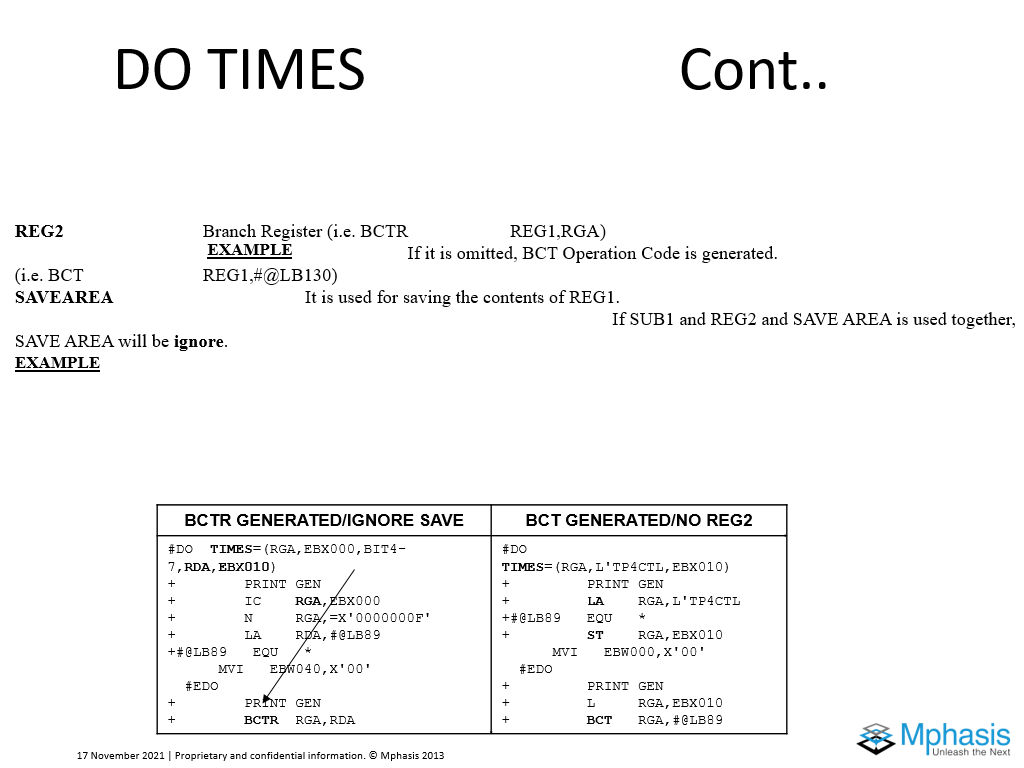 DO TIMES Cont..
REG2 Branch Register (i.e. BCTR REG1,RGA)
EXAMPLE If it is omitted, BCT Operation Code is generated.
(i.e. BCT REG1,#@LB130)
SAVEAREA It is used for saving the contents of REG1.
If SUB1 and REG2 and SAVE AREA is used together,
SAVE AREA will be ignore.
EXAMPLE
BCTR GENERATED/IGNORE SAVE
#DO TIMES=(RGA,EBX000,BIT4-
7,RDA,EBX010)
+ PRINT GEN
+ IC RGA,EBX000
+ N RGA,=X'0000000F'
+ LA RDA,#@LB89
+#@LB89 EQU *
MVI EBW040,X'00'
#EDO
+ PRINT GEN
+ BCTR RGA,RDA
BCT GENERATED/NO REG2
#DO
TIMES=(RGA,L'TP4CTL,EBX010)
+ PRINT GEN
+ LA RGA,L'TP4CTL
+#@LB89 EQU *
+ ST RGA,EBX010
MVI EBW000,X'00'
#EDO
+ PRINT GEN
+ L RGA,EBX010
+ BCT RGA,#@LB89
17 November 2021 | Proprietary and confidential information. © Mphasis 2013
Mphasis
Unleash the Next